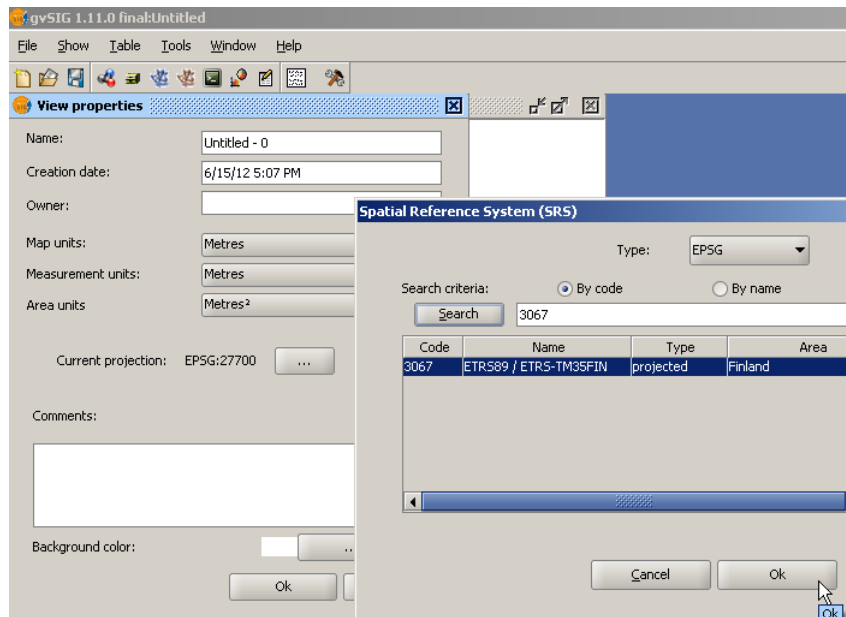 gvSIG 1.11.0 final:Untitled
File Show Table Tools Window Help
View properties
Name: Untitled - 0
Creation date: 6/15/12 5:07 PM
Owner:
Map units: Metres
Measurement units: Metres
Area units Metres²
Current projection: EPSG:27700 ...
Comments:
Background color: ..
Ok
Spatial Reference System (SRS)
Type: EPSG
Search criteria: By code By name
Search 3067
Code Name Type Area
3067 ETRS89 / ETRS-TM35FIN projected Finland
Cancel Ok
Ok